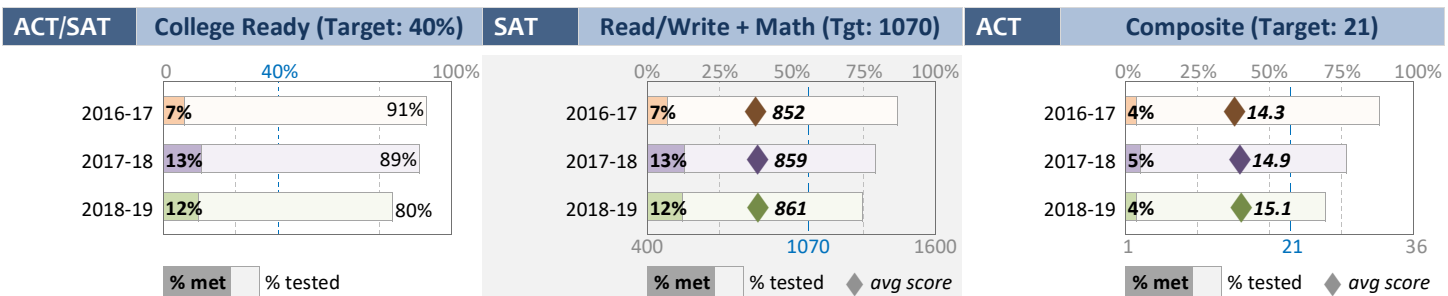 ACT/SAT College Ready (Target: 40%)
0 40% 100%
2016-17 7% 91%
2017-18 13% 89%
2018-19 12% 80%
% met % tested
SAT Read/Write + Math (Tgt: 1070)
0% 25% 50% 75% 100%
2016-17 7% 852
2017-18 13% 859
2018-19 12% 861
400 1070 1600
% met % tested avg score
ACT Composite (Target: 21)
0% 25% 50% 75% 100%
2016-17 4% 14.3
2017-18 5% 14.9
2018-19 4% 15.1
1 21 36
% met % tested avg score